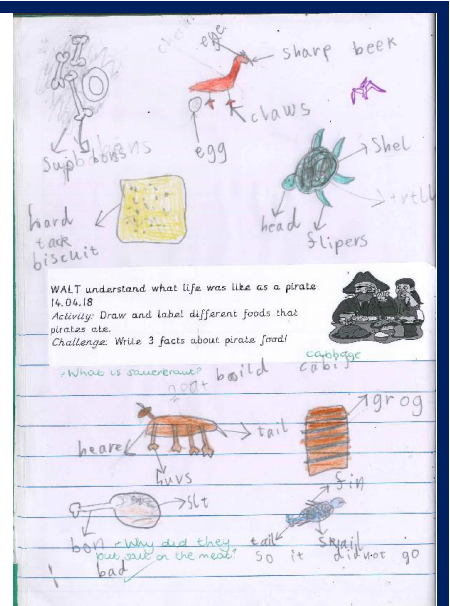 eye
sharp beek
claws
egg
Supb bons
Shel
head
flipers
hard
tack
biscuit
WALT understand what life was like as a pirate
14.04.18
Activity: Draw and label different foods that
pirates ate.
Challenge: Write 3 facts about pirate food!
cabbage
What is sauerkraut? boild cabij
grog
tail
heare
huvs
fin
slt
bon
Why did they
put salt on the meat?
tail
so it did not go
bad